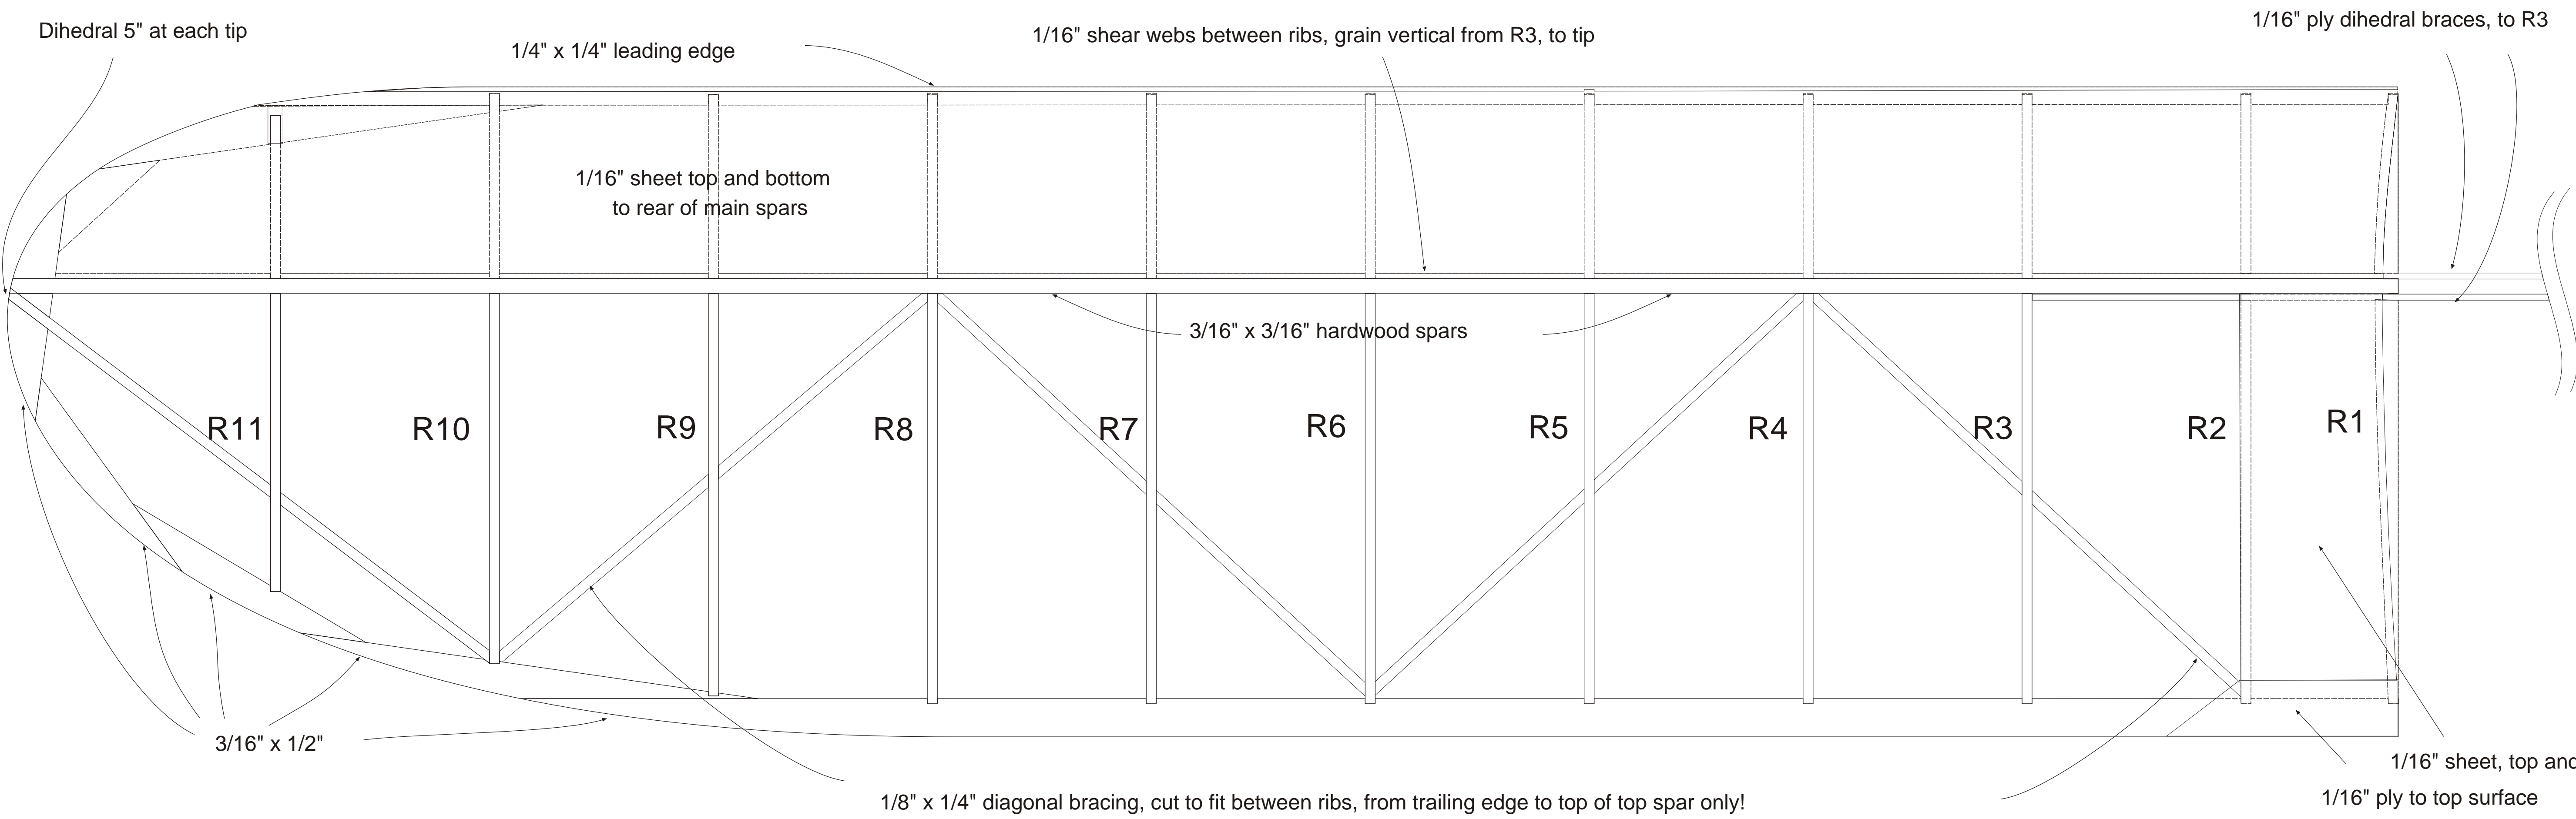 Dihedral 5" at each tip
1/4" x 1/4" leading edge
1/16" shear webs between ribs, grain vertical from R3, to tip
1/16" ply dihedral braces, to R3
1/16" sheet top and bottom
to rear of main spars
3/16" x 3/16" hardwood spars
R11
R10
R9
R8
R7
R6
R5
R4
R3
R2
R1
3/16" x 1/2"
1/16" sheet, top and
1/8" x 1/4" diagonal bracing, cut to fit between ribs, from trailing edge to top of top spar only!
1/16" ply to top surface